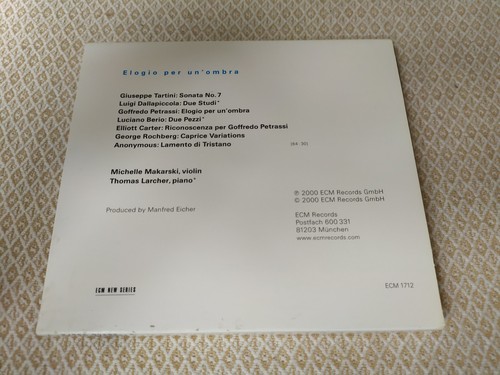 Elogio per un'ombra
Giuseppe Tartini: Sonata No. 7
Luigi Dallapiccola: Due Studi*
Goffredo Petrassi: Elogio per un'ombra
Luciano Berio: Due Pezzi*
Elliott Carter: Riconoscenza per Goffredo Petrassi
George Rochberg: Caprice Variations
Anonymous: Lamento di Tristano
Michelle Makarski, violin
Thomas Larcher, piano*
Produced by Manfred Eicher
℗ 2000 ECM Records GmbH
© 2000 ECM Records GmbH
ECM Records
Postfach 600 331
81203 München
www.ecmrecords.com
ECM NEW SERIES
ECM 1712